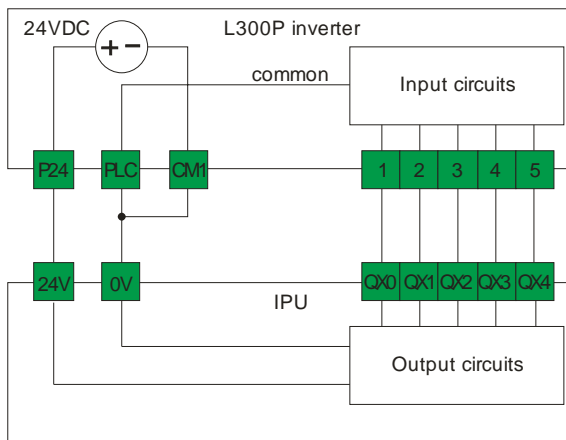 24VDC
L300P inverter
+ −
common
Input circuits
P24 PLC CM1 1 2 3 4 5
24V 0V QX0 QX1 QX2 QX3 QX4
IPU
Output circuits